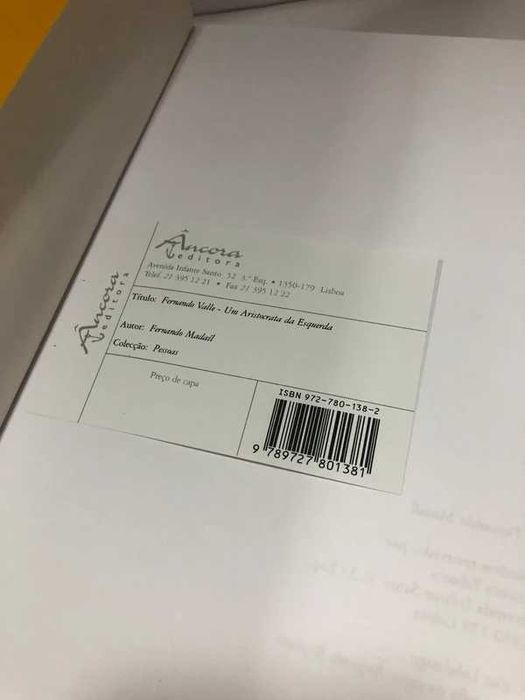 Âncora
editora
Avenida Infante Santo 52 3.º Esq. • 1350-179 Lisboa
Telef. 21 395 12 21 • Fax 21 395 12 22
Âncora
editora
Título: Fernando Valle - Um Aristocrata da Esquerda
Autor: Fernando Madaíl
Colecção: Pessoas
Preço de capa
ISBN 972-780-138-2
9 789727 801381